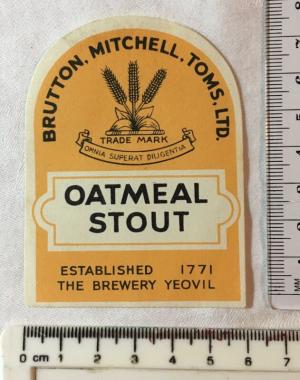 BRUTTON, MITCHELL, TOMS, LTD.
TRADE MARK
OMNIA SUPERAT DILIGENTIA
OATMEAL
STOUT
ESTABLISHED 1771
THE BREWERY YEOVIL
0 cm 1 2 3 4 5 6 7